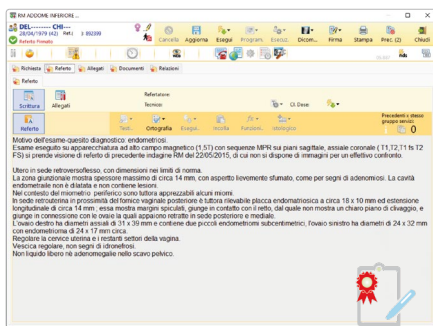 RM ADDOME INFERIORE ...
DEL------- CHI---
28/04/1979 (42) Rif.: J 892399
Referto firmato
Cancella Aggiorna Esegui Program. Esecuz. Dicom... Firma Stampa Prec. (2) Chiudi
Richiesta Referto Allegati Documenti Relazioni
Referto
Refertatore:
Tecnico:
Scrittura Allegati
Precedenti stesso
gruppo servizi
0
Referto Testi.. Ortografia Esegui.. Incolla Funzioni..
Motivo dell'esame-quesito diagnostico: endometriosi.
Esame eseguito su apparecchiatura ad alto campo magnetico (1,5T) con sequenze MPR sui piani sagittale, assiale coronale ( T1,T2,T1 fs T2
FS) si prende visione di referto di precedente indagine RM del 22/05/2015, di cui non si dispone di immagini per un effettivo confronto.
Utero in sede retroversoflesso, con dimensioni nei limiti di norma.
La zona giunzionale mostra spessore massimo di circa 14 mm, con aspetto lievemente sfumato, come per segni di adenomiosi. La cavità
endometraile non è dilatata e non contiene lesioni.
Nel contesto del miometrio periferico sono tuttora apprezzabili alcuni miomi.
In sede retrouterina in prossimità del fornice vaginale posteriore è tuttora rilevabile placca endomatriosica a circa 18 x 10 mm ed estensione
longitudinale di circa 14 mm ; essa mostra margini spiculati, giunge in contatto con il retto, dal quale non mostra un chiaro piano di clivaggio, e
giunge in connessione con le ovaie la quali appaiono retratte in sede posteriore e mediale.
L'ovaio destro ha diametri assiali di 31 x 39 mm e contiene due piccoli endometriomi subcentimetrici, l'ovaio sinistro ha diametri di 24 x 32 mm
con endometrioma di 24 x 17 mm circa.
Regolare la cervice uterina e i restanti settori della vagina.
Vescica regolare, non segni di idronefrosi.
Non liquido libero né adenomegalie nello scavo pelvico.